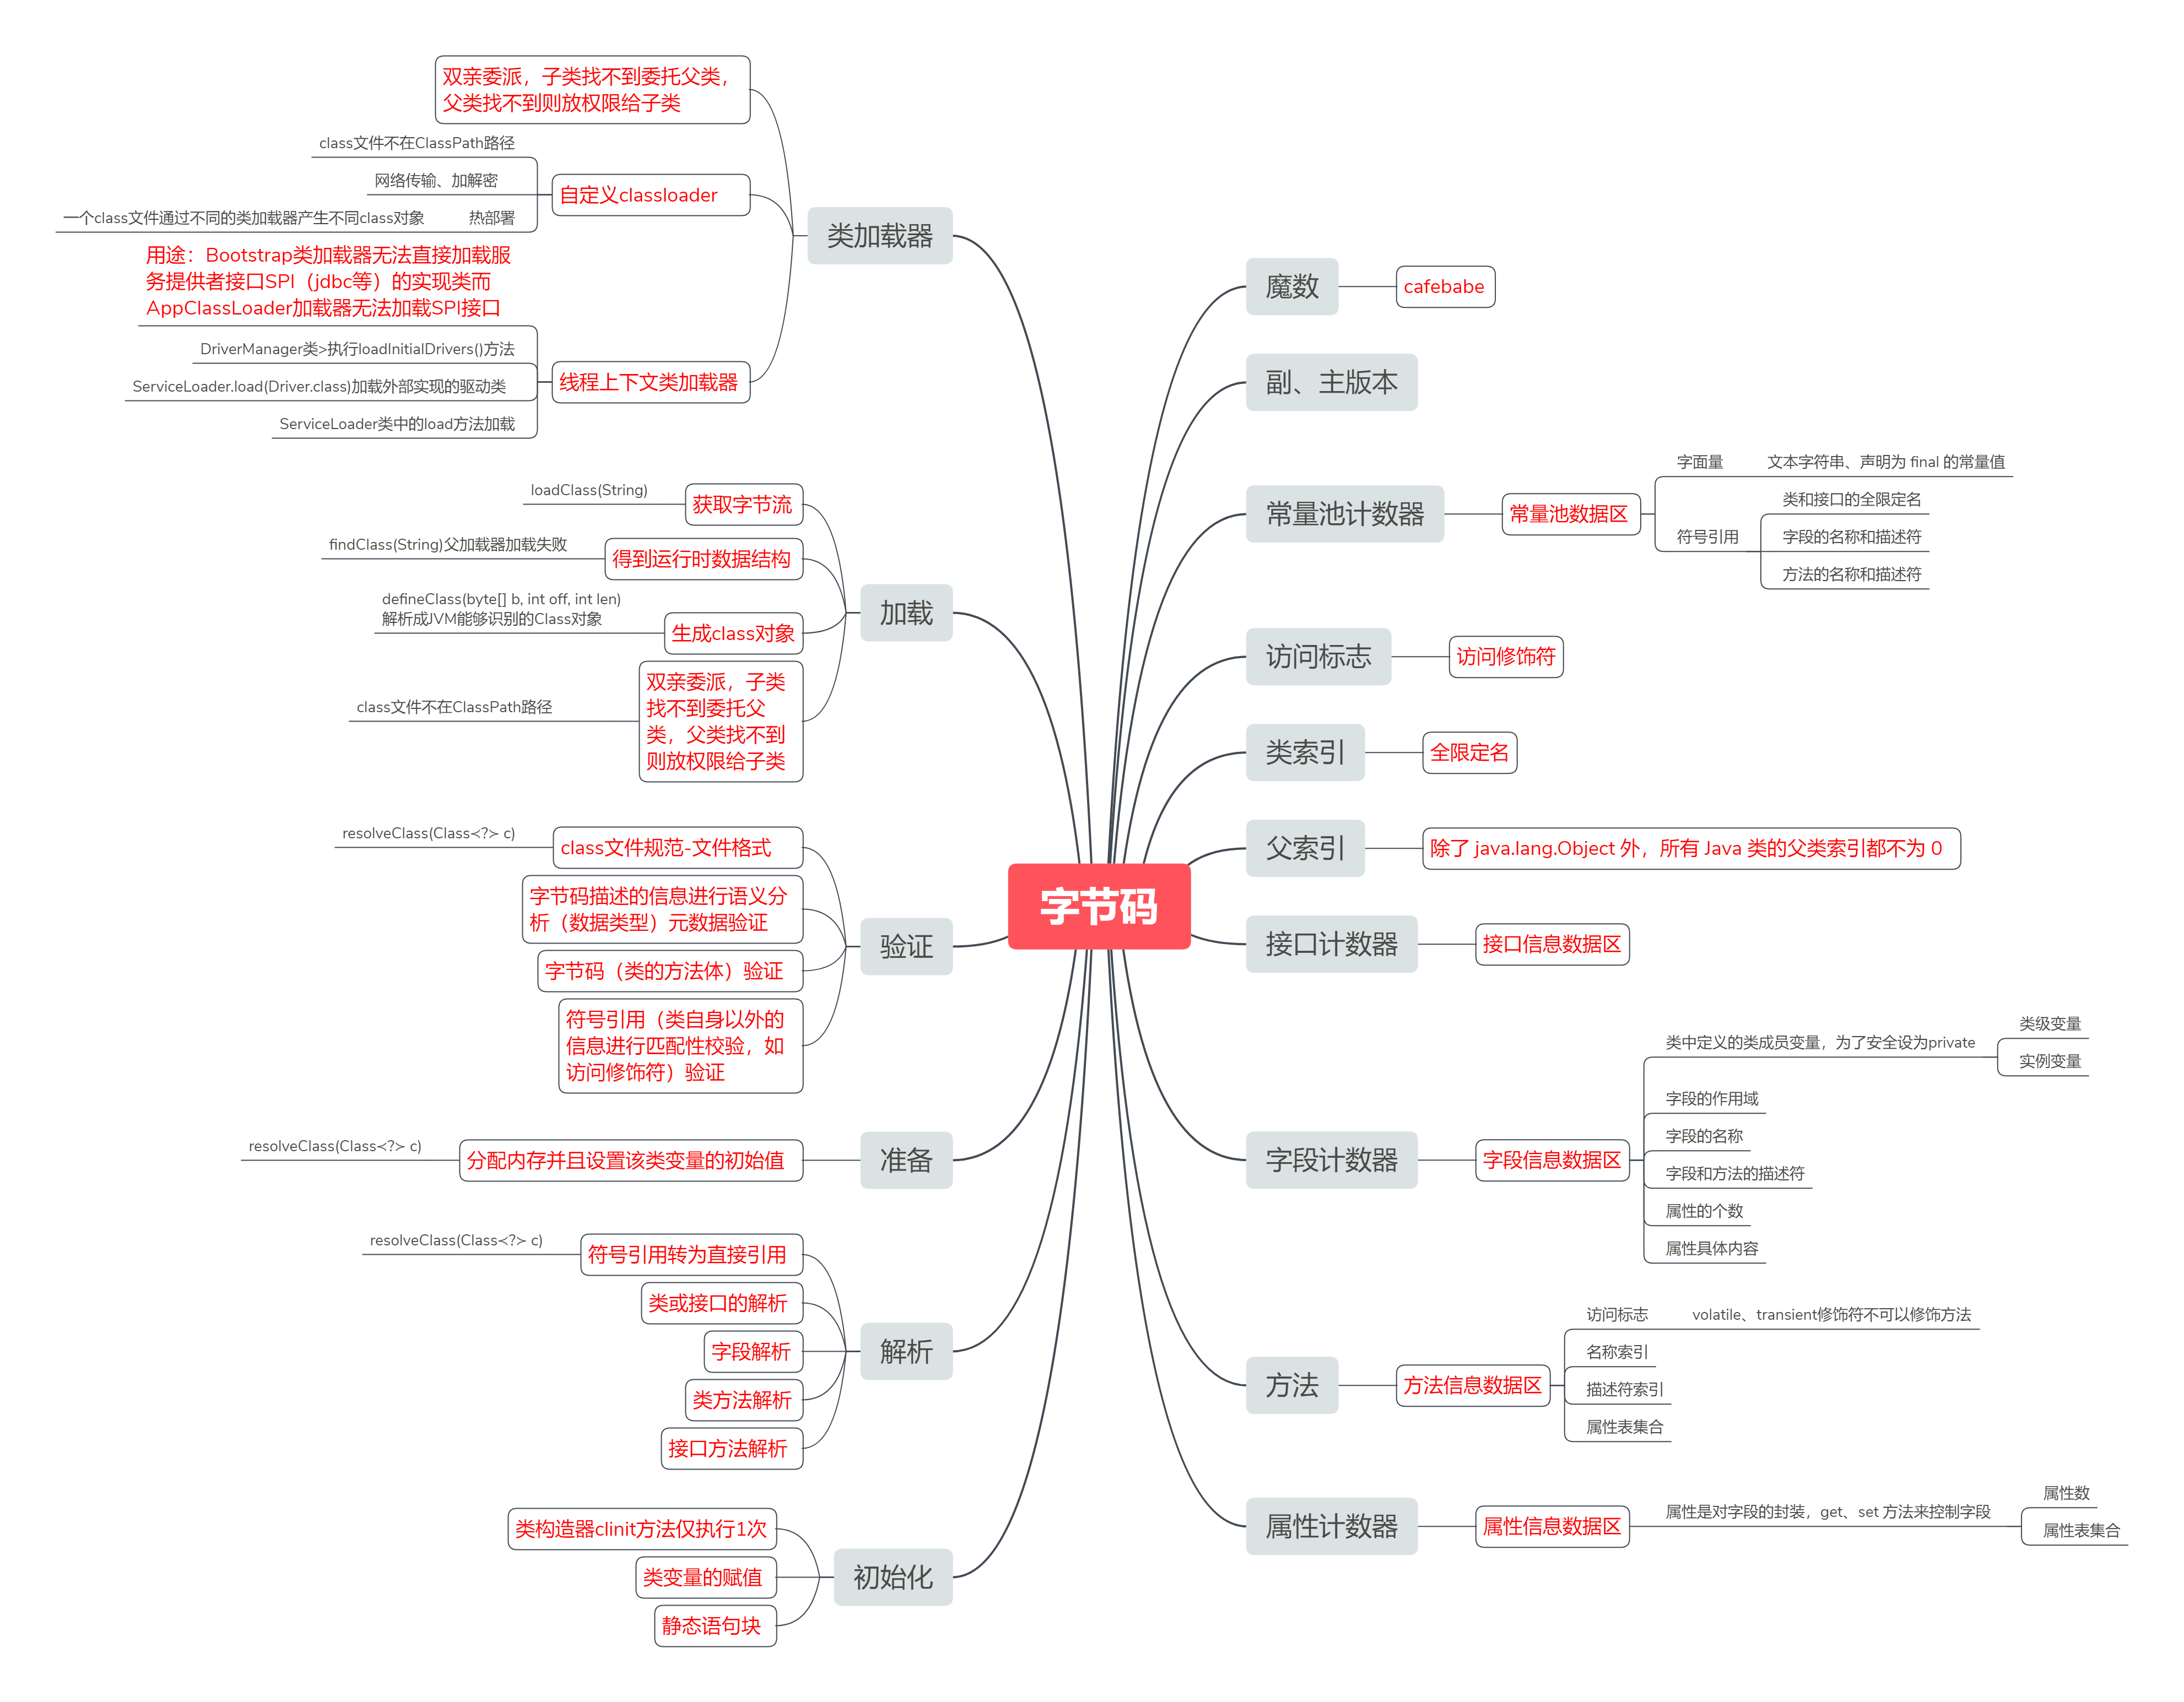 字节码
类加载器
双亲委派，子类找不到委托父类，
父类找不到则放权限给子类
自定义classloader
class文件不在ClassPath路径
网络传输、加解密
热部署
一个class文件通过不同的类加载器产生不同class对象
线程上下文类加载器
用途：Bootstrap类加载器无法直接加载服
务提供者接口SPI（jdbc等）的实现类而
AppClassLoader加载器无法加载SPI接口
DriverManager类>执行loadInitialDrivers()方法
ServiceLoader.load(Driver.class)加载外部实现的驱动类
ServiceLoader类中的load方法加载
加载
获取字节流
loadClass(String)
得到运行时数据结构
findClass(String)父加载器加载失败
生成class对象
defineClass(byte[] b, int off, int len)
解析成JVM能够识别的Class对象
双亲委派，子类
找不到委托父
类，父类找不到
则放权限给子类
class文件不在ClassPath路径
验证
class文件规范-文件格式
resolveClass(Class≺?≻ c)
字节码描述的信息进行语义分
析（数据类型）元数据验证
字节码（类的方法体）验证
符号引用（类自身以外的
信息进行匹配性校验，如
访问修饰符）验证
准备
分配内存并且设置该类变量的初始值
resolveClass(Class≺?≻ c)
解析
符号引用转为直接引用
resolveClass(Class≺?≻ c)
类或接口的解析
字段解析
类方法解析
接口方法解析
初始化
类构造器clinit方法仅执行1次
类变量的赋值
静态语句块
魔数
cafebabe
副、主版本
常量池计数器
常量池数据区
字面量
文本字符串、声明为 final 的常量值
符号引用
类和接口的全限定名
字段的名称和描述符
方法的名称和描述符
访问标志
访问修饰符
类索引
全限定名
父索引
除了 java.lang.Object 外，所有 Java 类的父类索引都不为 0
接口计数器
接口信息数据区
字段计数器
字段信息数据区
类中定义的类成员变量，为了安全设为private
类级变量
实例变量
字段的作用域
字段的名称
字段和方法的描述符
属性的个数
属性具体内容
方法
方法信息数据区
访问标志
volatile、transient修饰符不可以修饰方法
名称索引
描述符索引
属性表集合
属性计数器
属性信息数据区
属性是对字段的封装，get、set 方法来控制字段
属性数
属性表集合